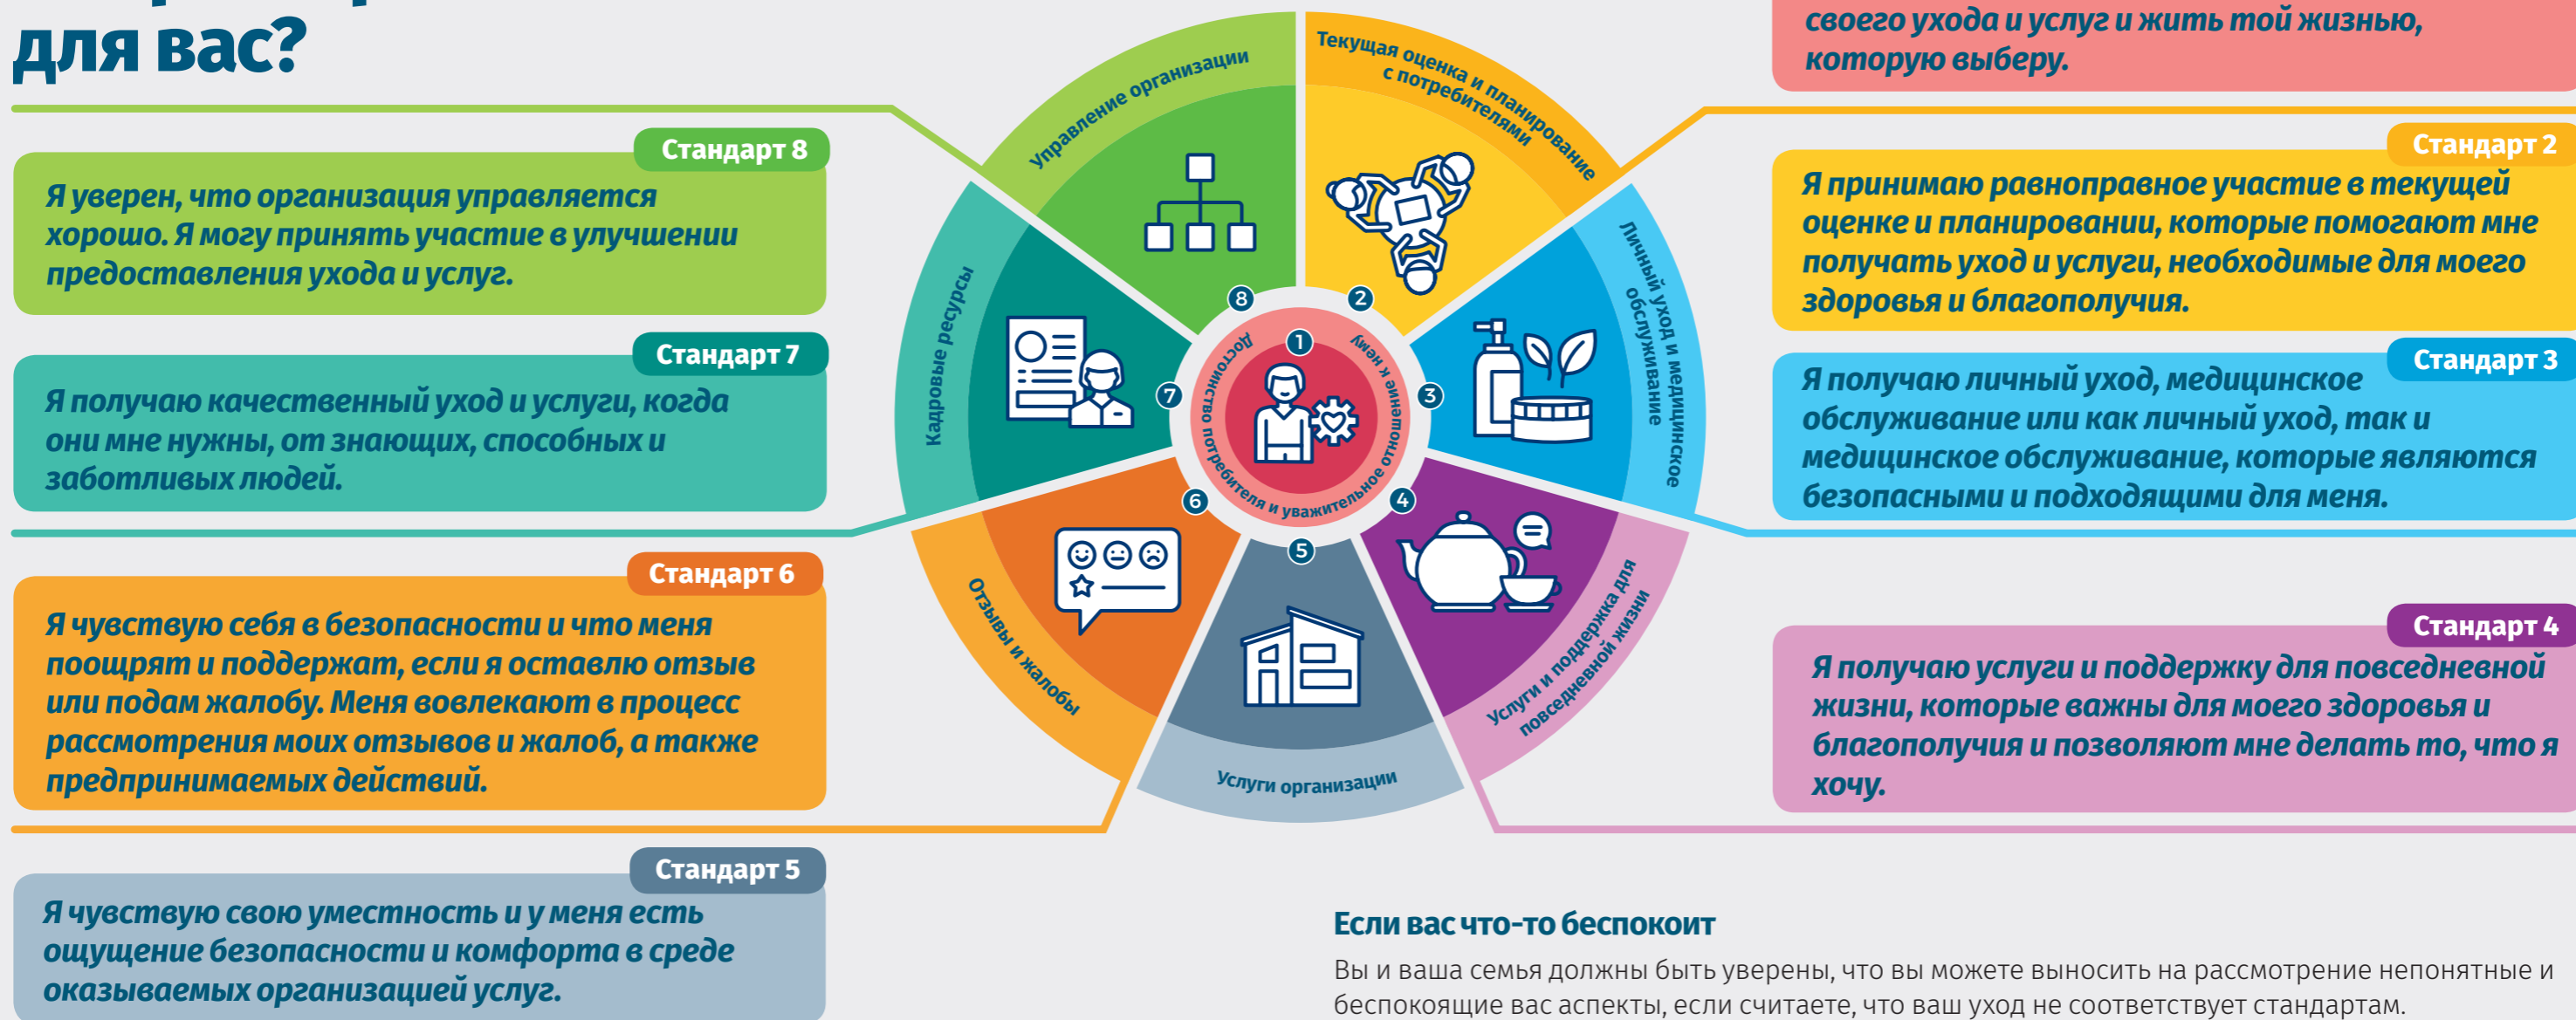 для вас?
Стандарт 8
Я уверен, что организация управляется
хорошо. Я могу принять участие в улучшении
предоставления ухода и услуг.
Стандарт 7
Я получаю качественный уход и услуги, когда
они мне нужны, от знающих, способных и
заботливых людей.
Стандарт 6
Я чувствую себя в безопасности и что меня
поощрят и поддержат, если я оставлю отзыв
или подам жалобу. Меня вовлекают в процесс
рассмотрения моих отзывов и жалоб, а также
предпринимаемых действий.
Стандарт 5
Я чувствую свою уместность и у меня есть
ощущение безопасности и комфорта в среде
оказываемых организацией услуг.
Управление организации
Текущая оценка и планирование
с потребителями
Личный уход и медицинское
обслуживание
Услуги и поддержка для
повседневной жизни
Услуги организации
Отзывы и жалобы
Кадровые ресурсы
Достоинство потребителя и уважительное отношение к нему
1
2
3
4
5
6
7
8
своего ухода и услуг и жить той жизнью,
которую выберу.
Стандарт 2
Я принимаю равноправное участие в текущей
оценке и планировании, которые помогают мне
получать уход и услуги, необходимые для моего
здоровья и благополучия.
Стандарт 3
Я получаю личный уход, медицинское
обслуживание или как личный уход, так и
медицинское обслуживание, которые являются
безопасными и подходящими для меня.
Стандарт 4
Я получаю услуги и поддержку для повседневной
жизни, которые важны для моего здоровья и
благополучия и позволяют мне делать то, что я
хочу.
Если вас что-то беспокоит
Вы и ваша семья должны быть уверены, что вы можете выносить на рассмотрение непонятные и
беспокоящие вас аспекты, если считаете, что ваш уход не соответствует стандартам.